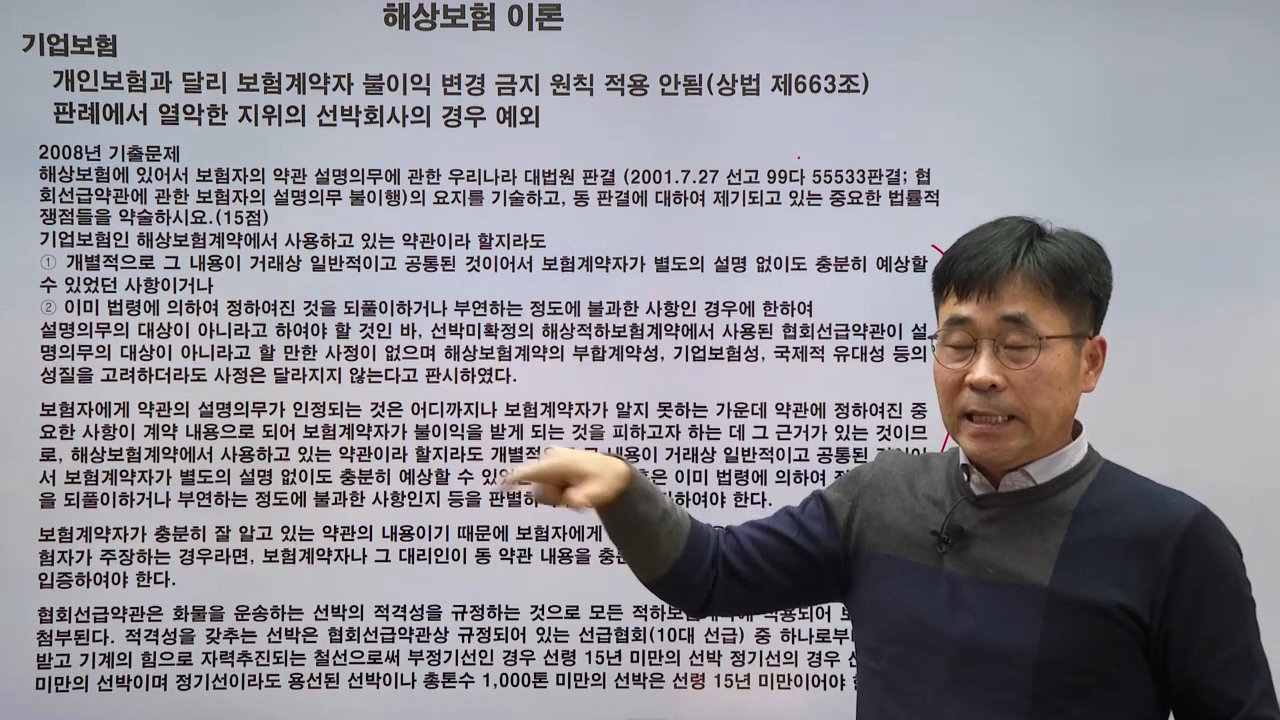 해상보험 이론
기업보험
개인보험과 달리 보험계약자 불이익 변경 금지 원칙 적용 안됨(상법 제663조)
판례에서 열악한 지위의 선박회사의 경우 예외
2008년 기출문제
해상보험에 있어서 보험자의 약관 설명의무에 관한 우리나라 대법원 판결 (2001.7.27 선고 99다 55533판결; 협
회선급약관에 관한 보험자의 설명의무 불이행)의 요지를 기술하고, 동 판결에 대하여 제기되고 있는 중요한 법률적
쟁점들을 약술하시요.(15점)
기업보험인 해상보험계약에서 사용하고 있는 약관이라 할지라도
① 개별적으로 그 내용이 거래상 일반적이고 공통된 것이어서 보험계약자가 별도의 설명 없이도 충분히 예상할
수 있었던 사항이거나
② 이미 법령에 의하여 정하여진 것을 되풀이하거나 부연하는 정도에 불과한 사항인 경우에 한하여
설명의무의 대상이 아니라고 하여야 할 것인 바, 선박미확정의 해상적하보험계약에서 사용된 협회선급약관이 설
명의무의 대상이 아니라고 할 만한 사정이 없으며 해상보험계약의 부합계약성, 기업보험성, 국제적 유대성 등의
성질을 고려하더라도 사정은 달라지지 않는다고 판시하였다.
보험자에게 약관의 설명의무가 인정되는 것은 어디까지나 보험계약자가 알지 못하는 가운데 약관에 정하여진 중
요한 사항이 계약 내용으로 되어 보험계약자가 불이익을 받게 되는 것을 피하고자 하는 데 그 근거가 있는 것이므
로, 해상보험계약에서 사용하고 있는 약관이라 할지라도 내용이 거래상 일반적이고 공통된
서 보험계약자가 별도의 설명 없이도 충분히 예상할 수 이미 법령에 의하여
을 되풀이하거나 부연하는 정도에 불과한 사항인지 등을 하여야 한다.
보험계약자가 충분히 잘 알고 있는 약관의 내용이기 때문에 보험자에게
험자가 주장하는 경우라면, 보험계약자나 그 대리인이 동 약관 내용을
입증하여야 한다.
협회선급약관은 화물을 운송하는 선박의 적격성을 규정하는 것으로 모든
첨부된다. 적격성을 갖추는 선박은 협회선급약관상 규정되어 있는 선급협회(10대 선급) 중
받고 기계의 힘으로 자력추진되는 철선으로써 부정기선인 경우 선령 15년 미만의 선박 정기선의 경우
미만의 선박이며 정기선이라도 용선된 선박이나 총톤수 1,000톤 미만의 선박은 선령 15년 미만이어야